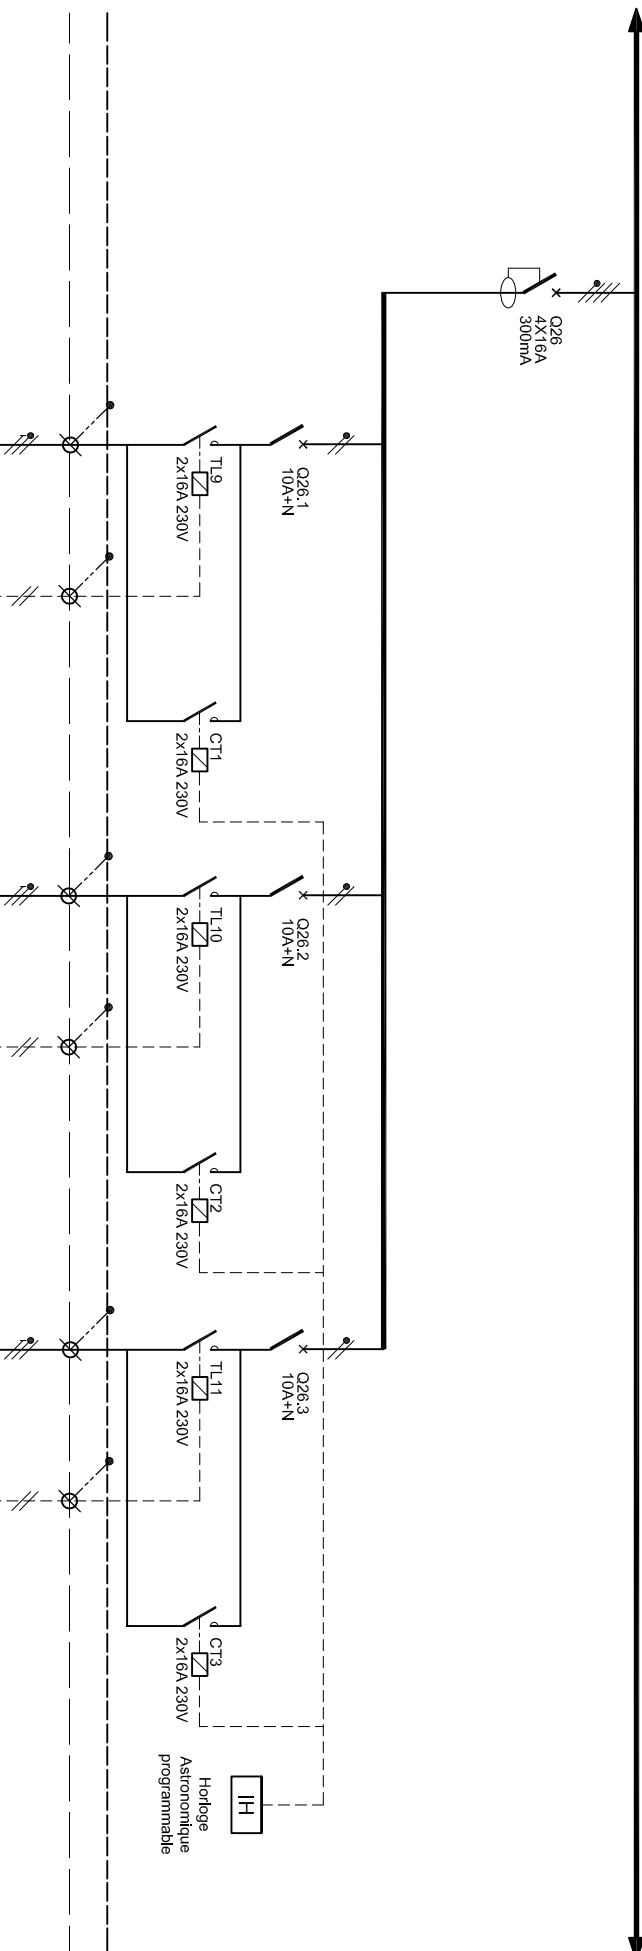 Q26
4X16A
300mA
Q26.1
10A+N
TL9
2x16A 230V
CT1
2x16A 230V
Q26.2
10A+N
TL10
2x16A 230V
CT2
2x16A 230V
Q26.3
10A+N
TL11
2x16A 230V
CT3
2x16A 230V
IH
Horloge
Astronomique
programmable